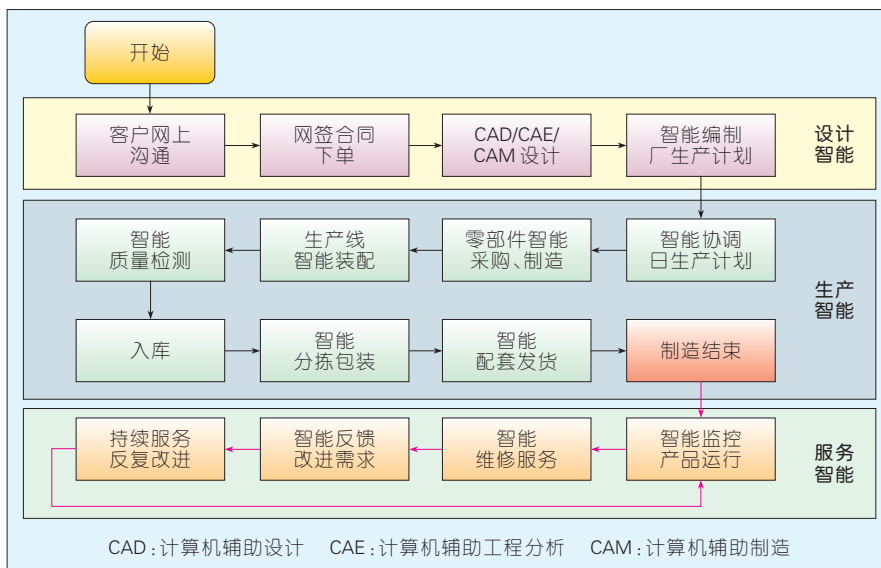 开始
客户网上
沟通
网签合同
下单
CAD/CAE/
CAM 设计
智能编制
厂生产计划
设计
智能
智能协调
日生产计划
零部件智能
采购、制造
生产线
智能装配
智能
质量检测
生产
智能
入库
智能
分拣包装
智能
配套发货
制造结束
智能监控
产品运行
智能
维修服务
智能反馈
改进需求
持续服务
反复改进
服务
智能
CAD:计算机辅助设计 CAE:计算机辅助工程分析 CAM:计算机辅助制造